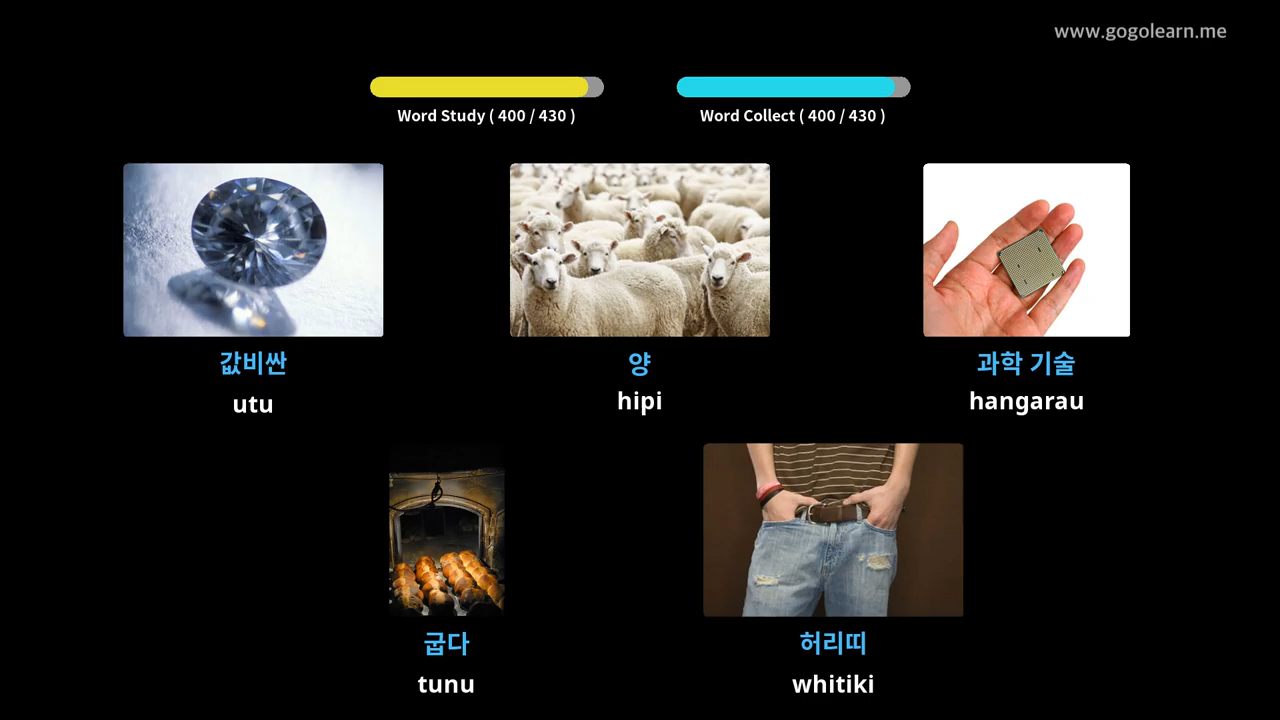 www.gogolearn.me
Word Study ( 400 / 430 )
Word Collect ( 400 / 430 )
값비싼
utu
양
hipi
과학 기술
hangarau
굽다
tunu
허리띠
whitiki